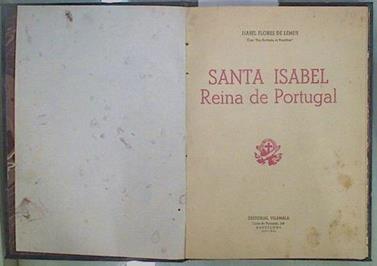 ISABEL FLORES DE LEMUS
SANTA ISABEL
Reina de Portugal
EDITORIAL VILAMALA
BARCELONA